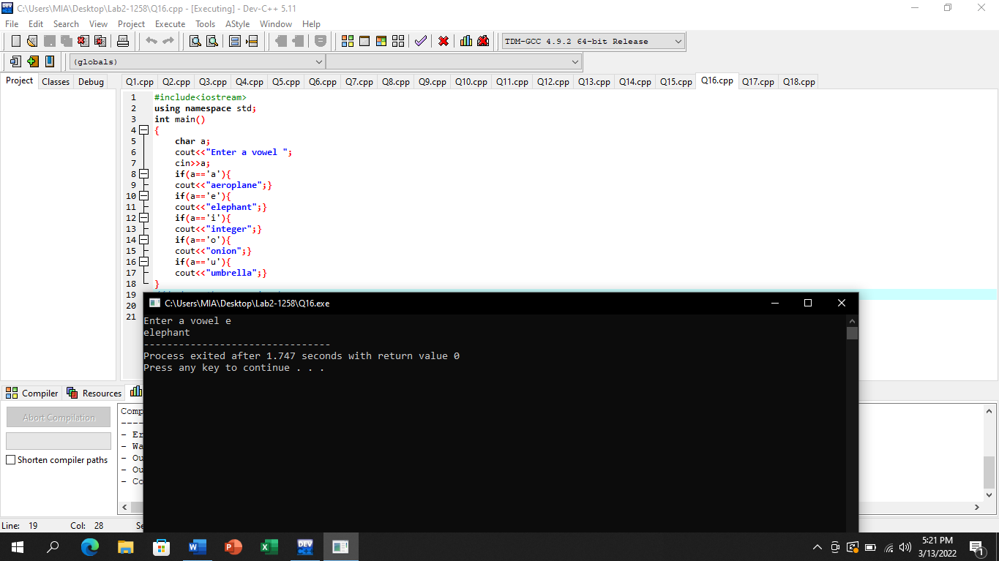 C:\Users\MIA\Desktop\Lab2-1258\Q16.cpp - [Executing] - Dev-C++ 5.11
File Edit Search View Project Execute Tools AStyle Window Help
TDM-GCC 4.9.2 64-bit Release
(globals)
Project Classes Debug Q1.cpp Q2.cpp Q3.cpp Q4.cpp Q5.cpp Q6.cpp Q7.cpp Q8.cpp Q9.cpp Q10.cpp Q11.cpp Q12.cpp Q13.cpp Q14.cpp Q15.cpp Q16.cpp Q17.cpp Q18.cpp
1 #include<iostream>
2 using namespace std;
3 int main()
4 {
5 char a;
6 cout<<"Enter a vowel ";
7 cin>>a;
8 if(a=='a'){
9 cout<<"aeroplane";}
10 if(a=='e'){
11 cout<<"elephant";}
12 if(a=='i'){
13 cout<<"integer";}
14 if(a=='o'){
15 cout<<"onion";}
16 if(a=='u'){
17 cout<<"umbrella";}
18 }
19
20
21
C:\Users\MIA\Desktop\Lab2-1258\Q16.exe
Enter a vowel e
elephant
--------------------------------
Process exited after 1.747 seconds with return value 0
Press any key to continue . . .
Compiler Resources
Abort Compilation
Shorten compiler paths
Line: 19 Col: 28
DEV
5:21 PM
3/13/2022
1